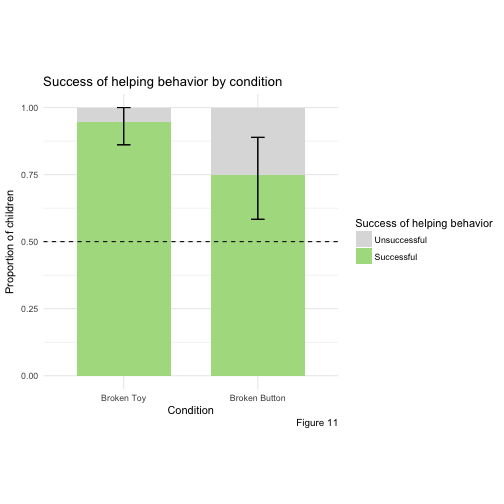 Success of helping behavior by condition
Proportion of children
1.00
0.75
0.50
0.25
0.00
Broken Toy Broken Button
Condition
Success of helping behavior
Unsuccessful
Successful
Figure 11